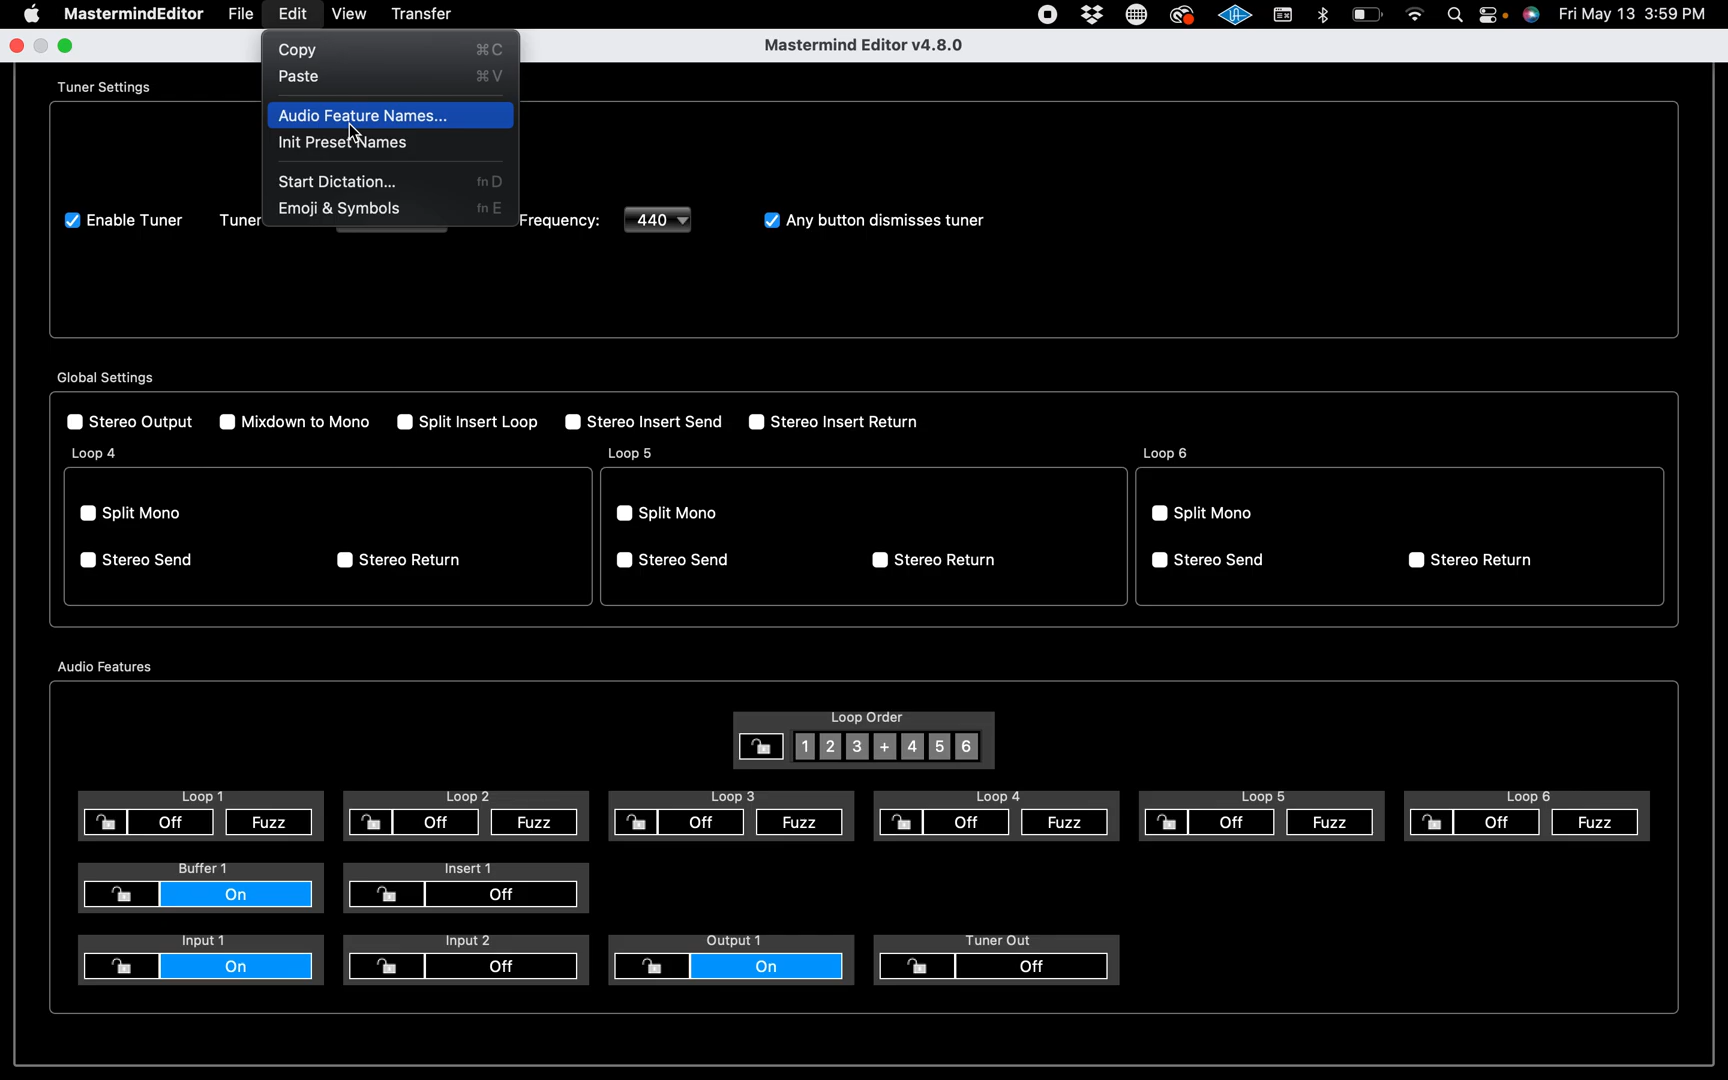 MastermindEditor File Edit View Transfer Fri May 13 3:59 PM
Mastermind Editor v4.8.0
Copy ⌘C
Paste ⌘V
Audio Feature Names...
Init Preset Names
Start Dictation... fn D
Emoji & Symbols fn E
Tuner Settings
Enable Tuner Tuner Frequency: 440 Any button dismisses tuner
Global Settings
Stereo Output Mixdown to Mono Split Insert Loop Stereo Insert Send Stereo Insert Return
Loop 4 Loop 5 Loop 6
Split Mono Split Mono Split Mono
Stereo Send Stereo Return Stereo Send Stereo Return Stereo Send Stereo Return
Audio Features
Loop Order
1 2 3 + 4 5 6
Loop 1 Loop 2 Loop 3 Loop 4 Loop 5 Loop 6
Off Fuzz Off Fuzz Off Fuzz Off Fuzz Off Fuzz Off Fuzz
Buffer 1 Insert 1
On Off
Input 1 Input 2 Output 1 Tuner Out
On Off On Off